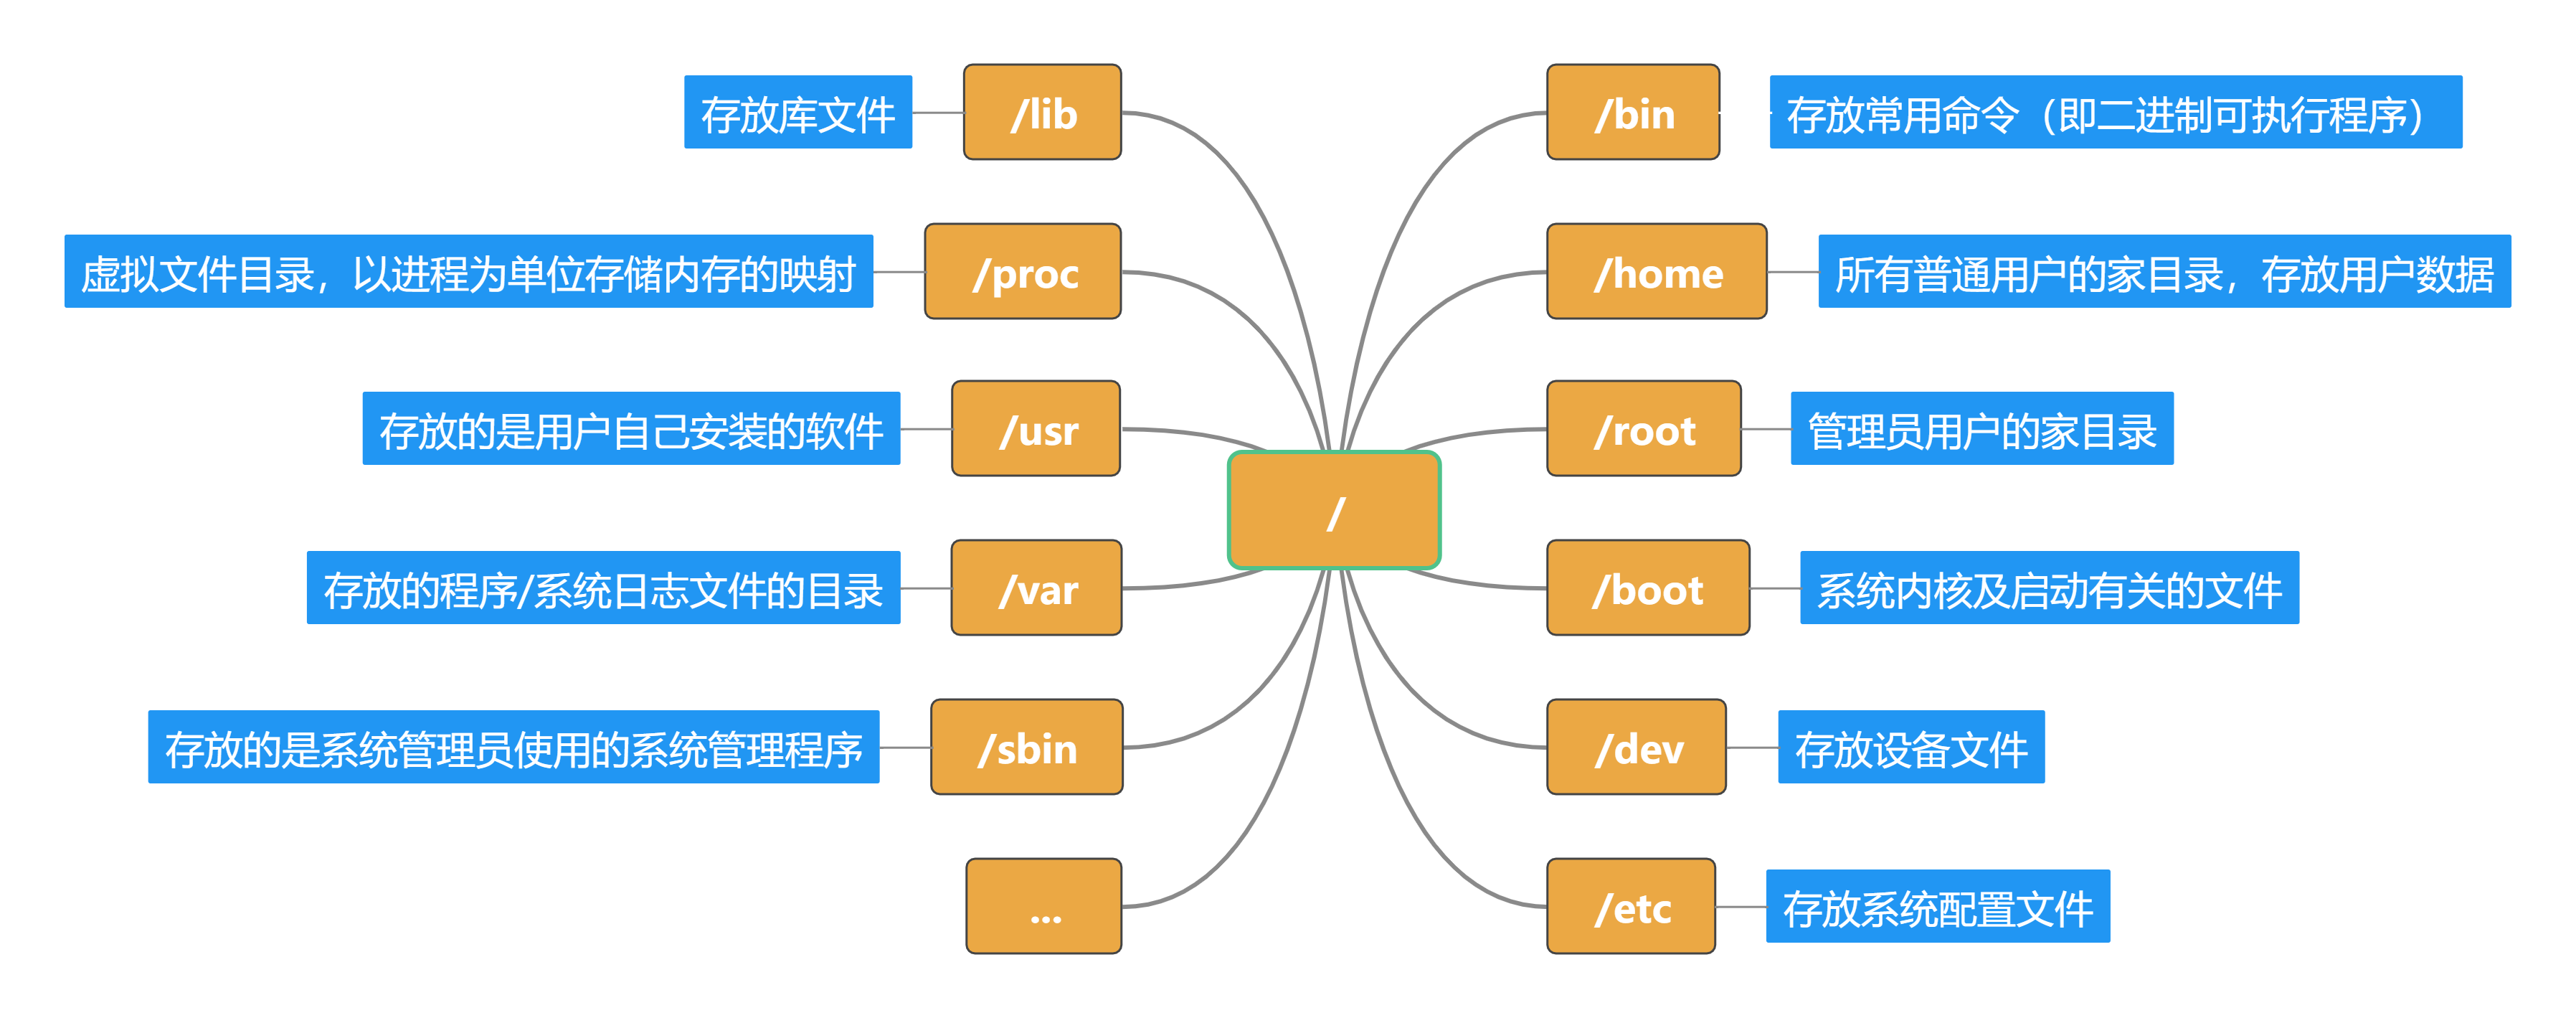 存放库文件
/lib
/bin
存放常用命令（即二进制可执行程序）
虚拟文件目录，以进程为单位存储内存的映射
/proc
/home
所有普通用户的家目录，存放用户数据
存放的是用户自己安装的软件
/usr
/root
管理员用户的家目录
/
存放的程序/系统日志文件的目录
/var
/boot
系统内核及启动有关的文件
存放的是系统管理员使用的系统管理程序
/sbin
/dev
存放设备文件
...
/etc
存放系统配置文件